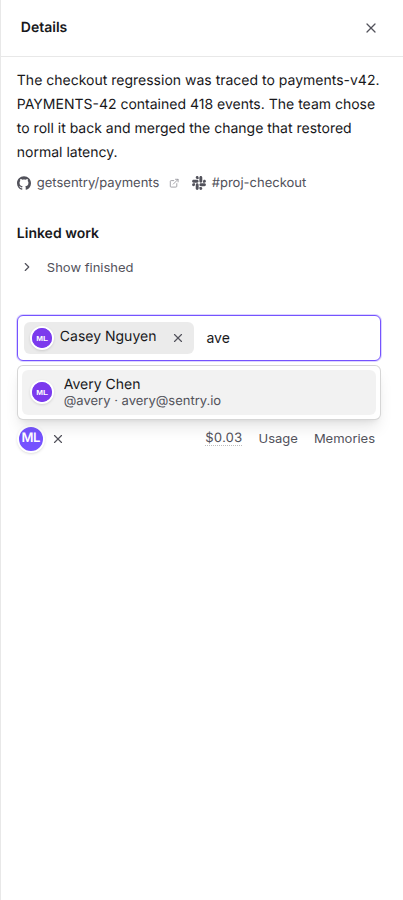 Details
The checkout regression was traced to payments-v42.
PAYMENTS-42 contained 418 events. The team chose
to roll it back and merged the change that restored
normal latency.
getsentry/payments #proj-checkout
Linked work
Show finished
ML Casey Nguyen ave
ML Avery Chen
@avery · avery@sentry.io
ML $0.03 Usage Memories